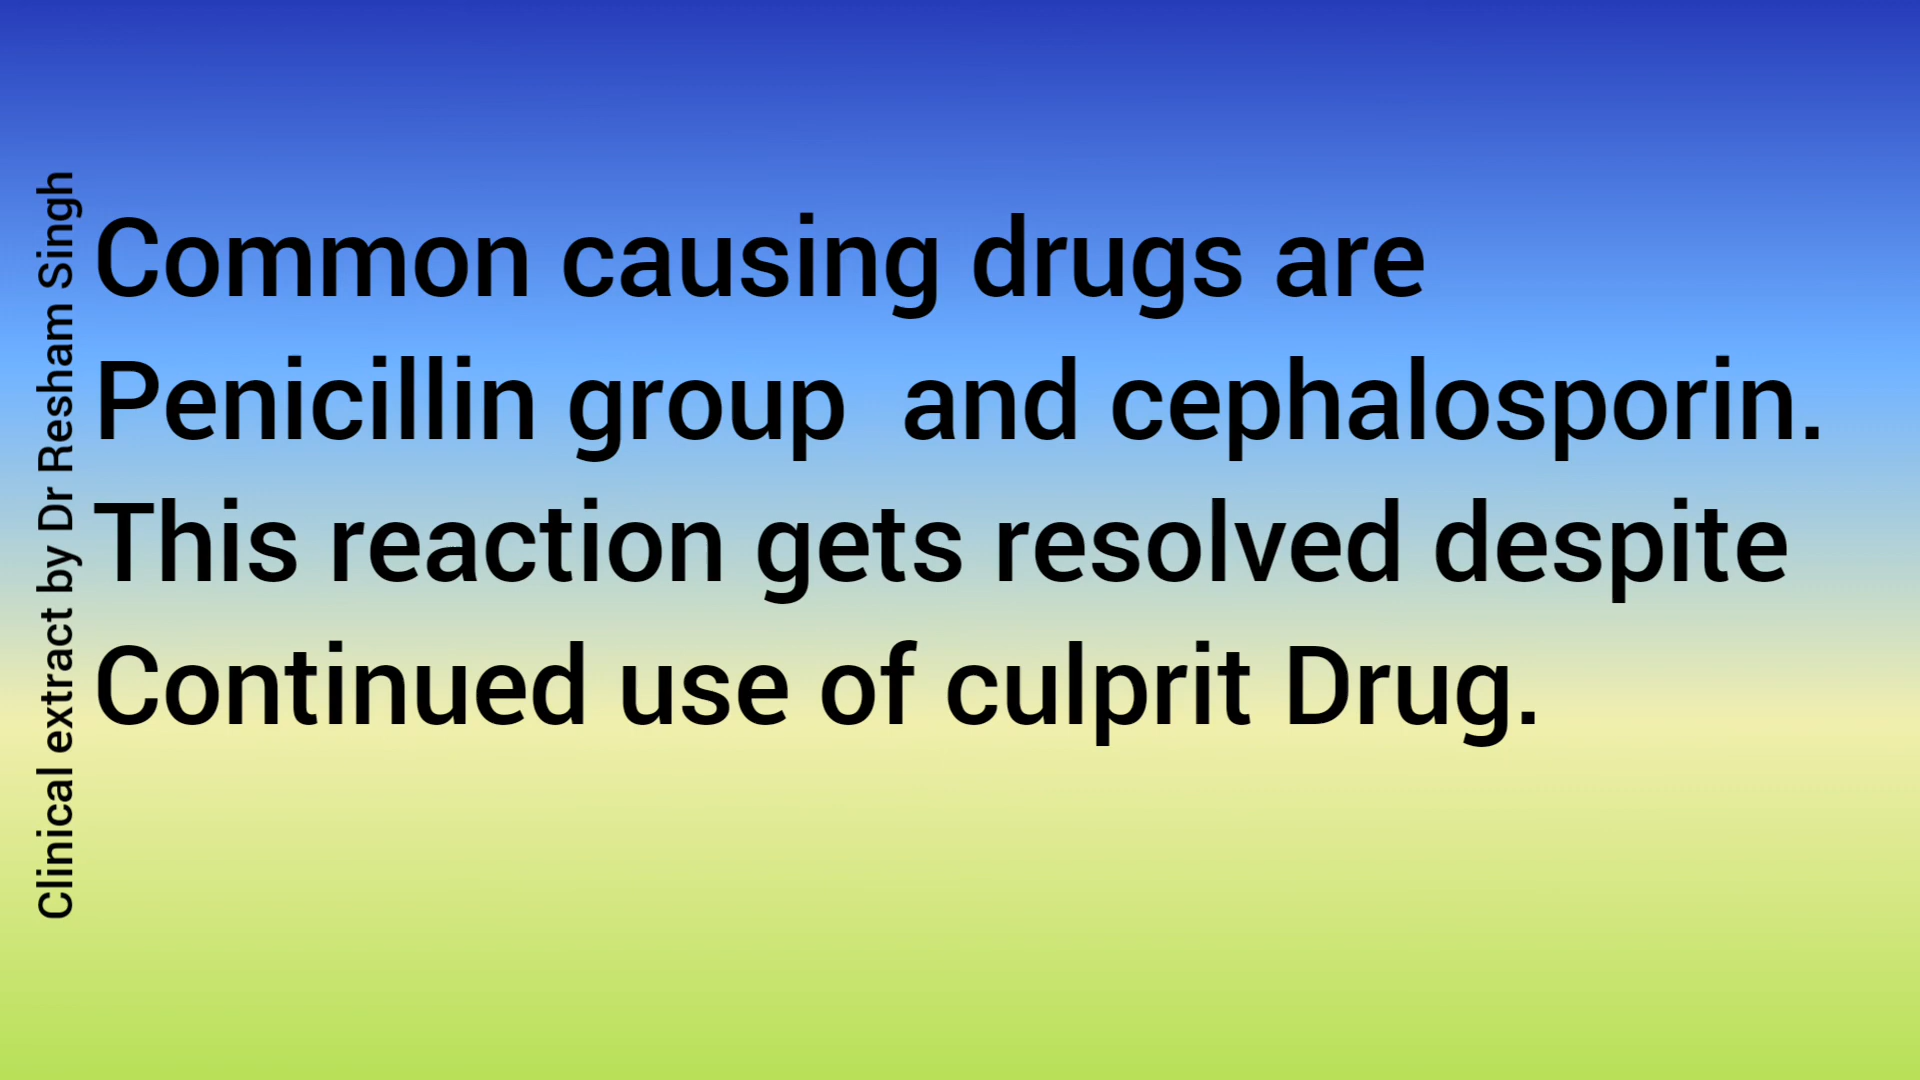 Clinical extract by Dr Resham Singh
Common causing drugs are
Penicillin group  and cephalosporin.
This reaction gets resolved despite
Continued use of culprit Drug.